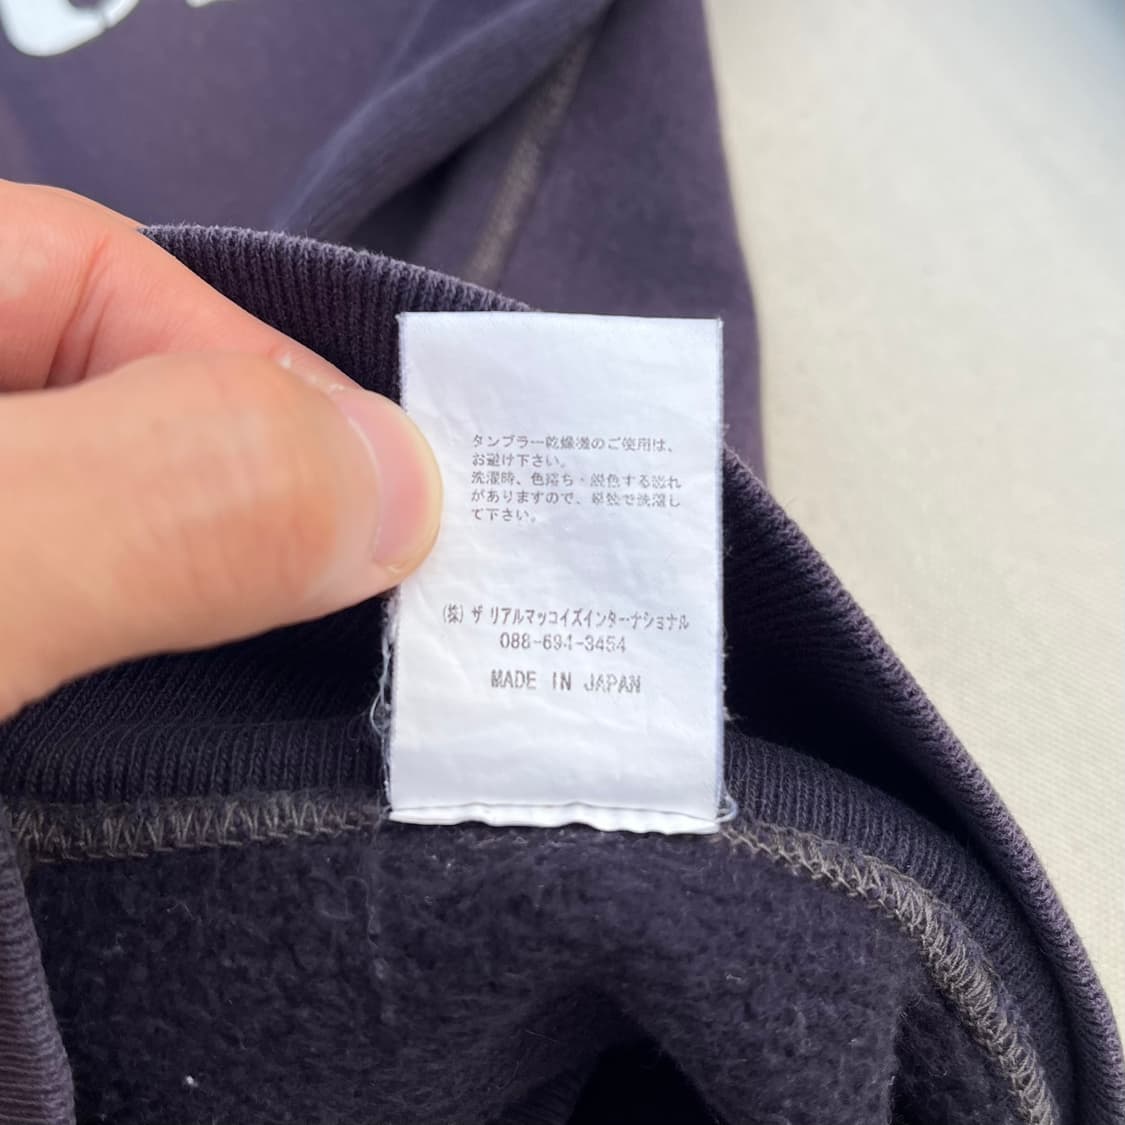 タンブラー乾燥機のご使用は、
お避け下さい。
洗濯時、色落ち・脱色する恐れ
がありますので、単独で洗濯し
て下さい。
(株) ザ リアルマッコイズインターナショナル
088-694-3454
MADE IN JAPAN